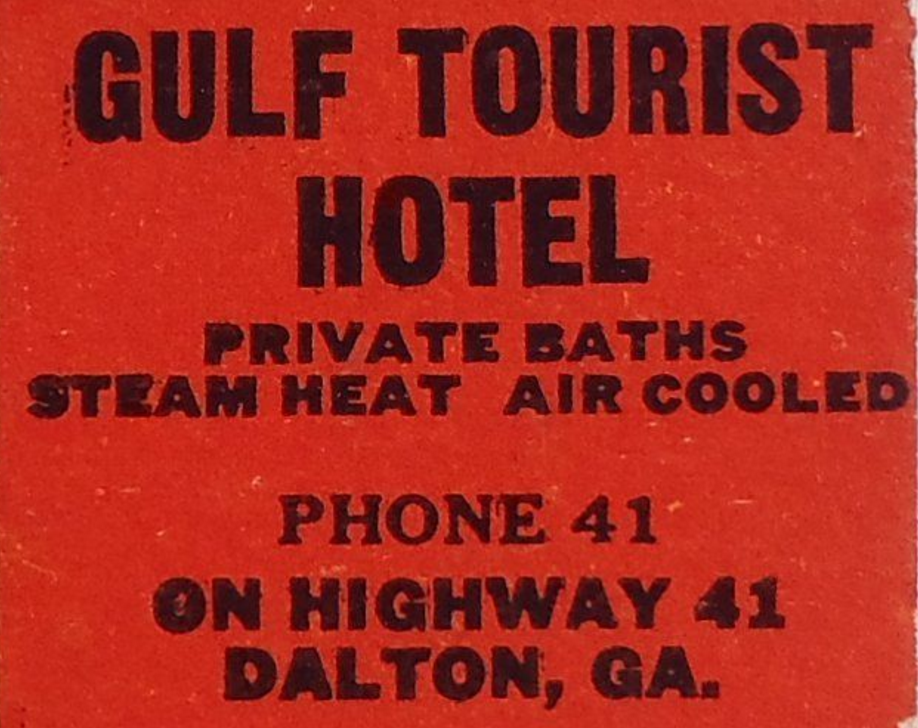 GULF TOURIST
HOTEL
PRIVATE BATHS
STEAM HEAT AIR COOLED
PHONE 41
ON HIGHWAY 41
DALTON, GA.